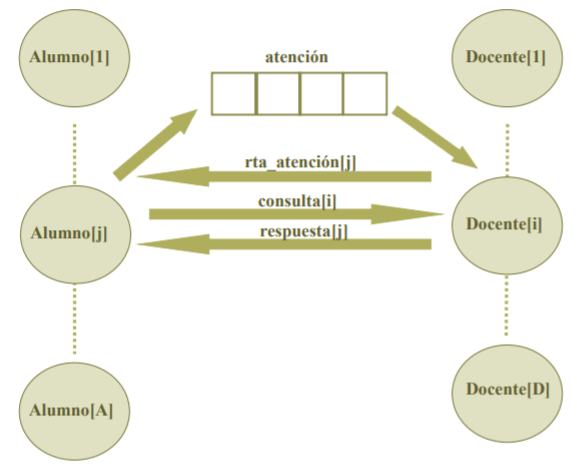 Alumno[1]
atención
Docente[1]
rta_atención[j]
consulta[i]
Alumno[j]
respuesta[j]
Docente[i]
Alumno[A]
Docente[D]